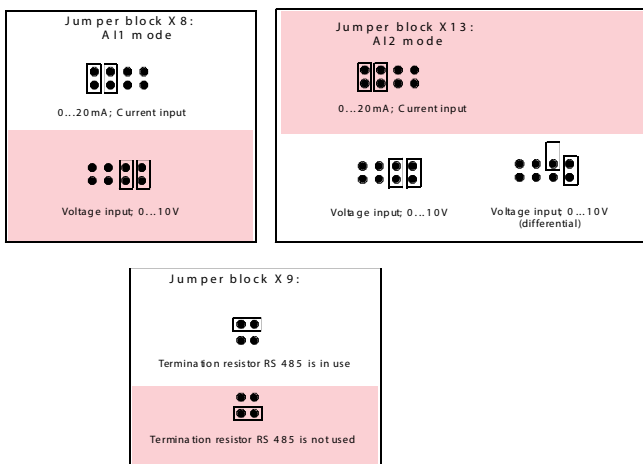 Jumper block X8:
AI1 mode
0...20mA; Current input
Voltage input; 0...10V
Jumper block X13:
AI2 mode
0...20mA; Current input
Voltage input; 0...10V
Voltage input; 0...10V
(differential)
Jumper block X9:
Termination resistor RS 485 is in use
Termination resistor RS 485 is not used